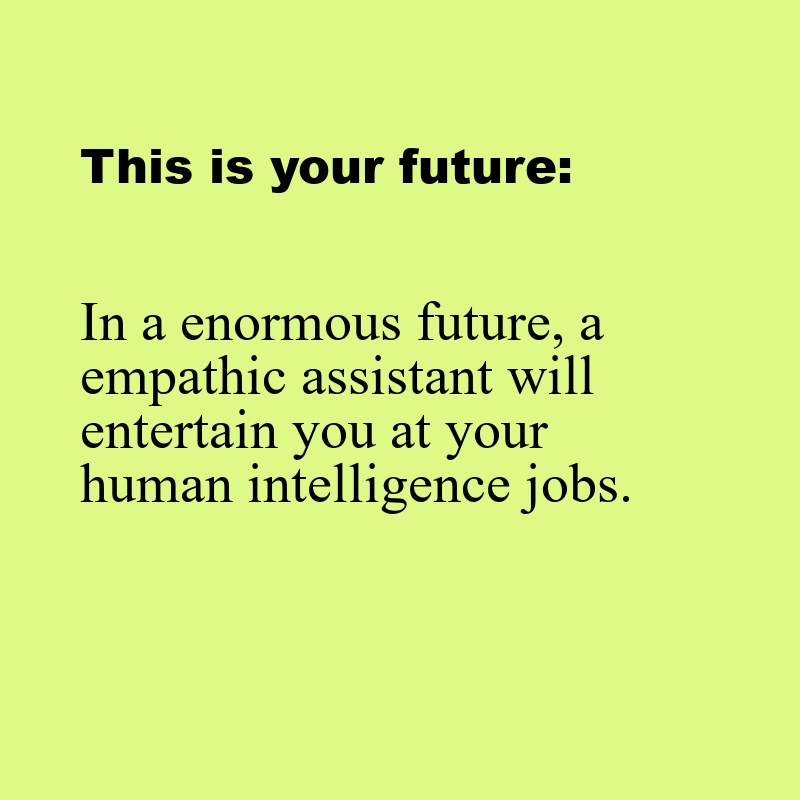 This is your future:
In a enormous future, a
empathic assistant will
entertain you at your
human intelligence jobs.